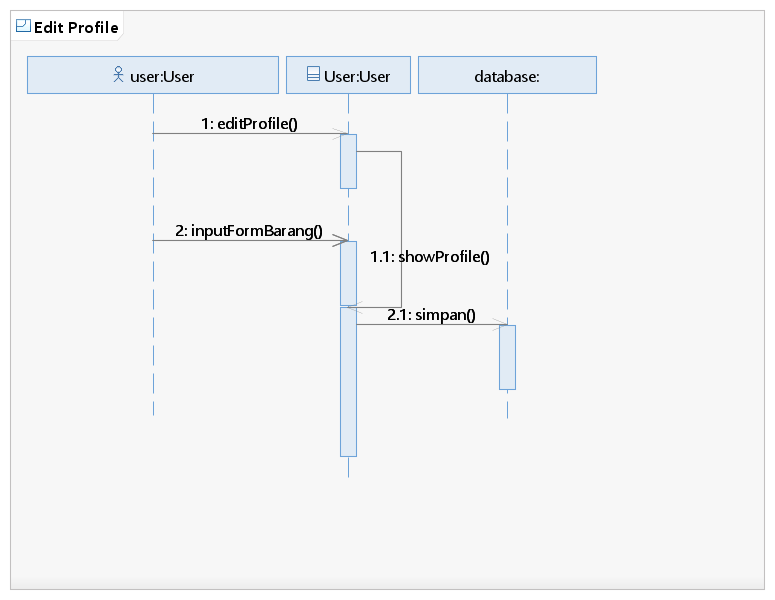 Edit Profile
user:User
User:User
database:
1: editProfile()
2: inputFormBarang()
1.1: showProfile()
2.1: simpan()